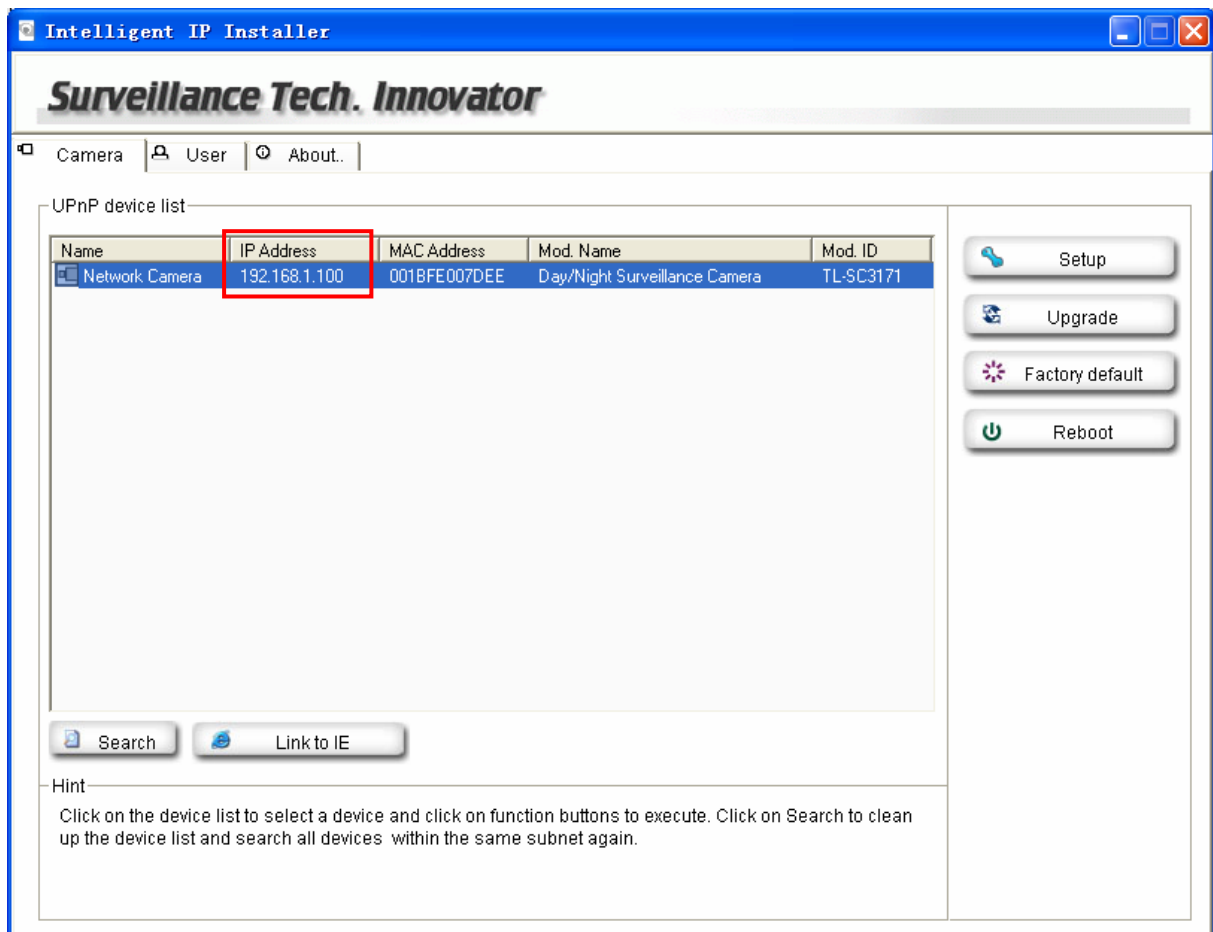 Intelligent IP Installer
Surveillance Tech. Innovator
Camera User About..
UPnP device list
Name IP Address MAC Address Mod. Name Mod. ID
Network Camera 192.168.1.100 001BFE007DEE Day/Night Surveillance Camera TL-SC3171
Setup
Upgrade
Factory default
Reboot
Search Link to IE
Hint
Click on the device list to select a device and click on function buttons to execute. Click on Search to clean
up the device list and search all devices within the same subnet again.